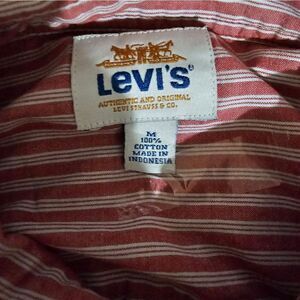 LEVI'S
AUTHENTIC AND ORIGINAL
LEVI STRAUSS & CO.
M
100%
COTTON
MADE IN
INDONESIA